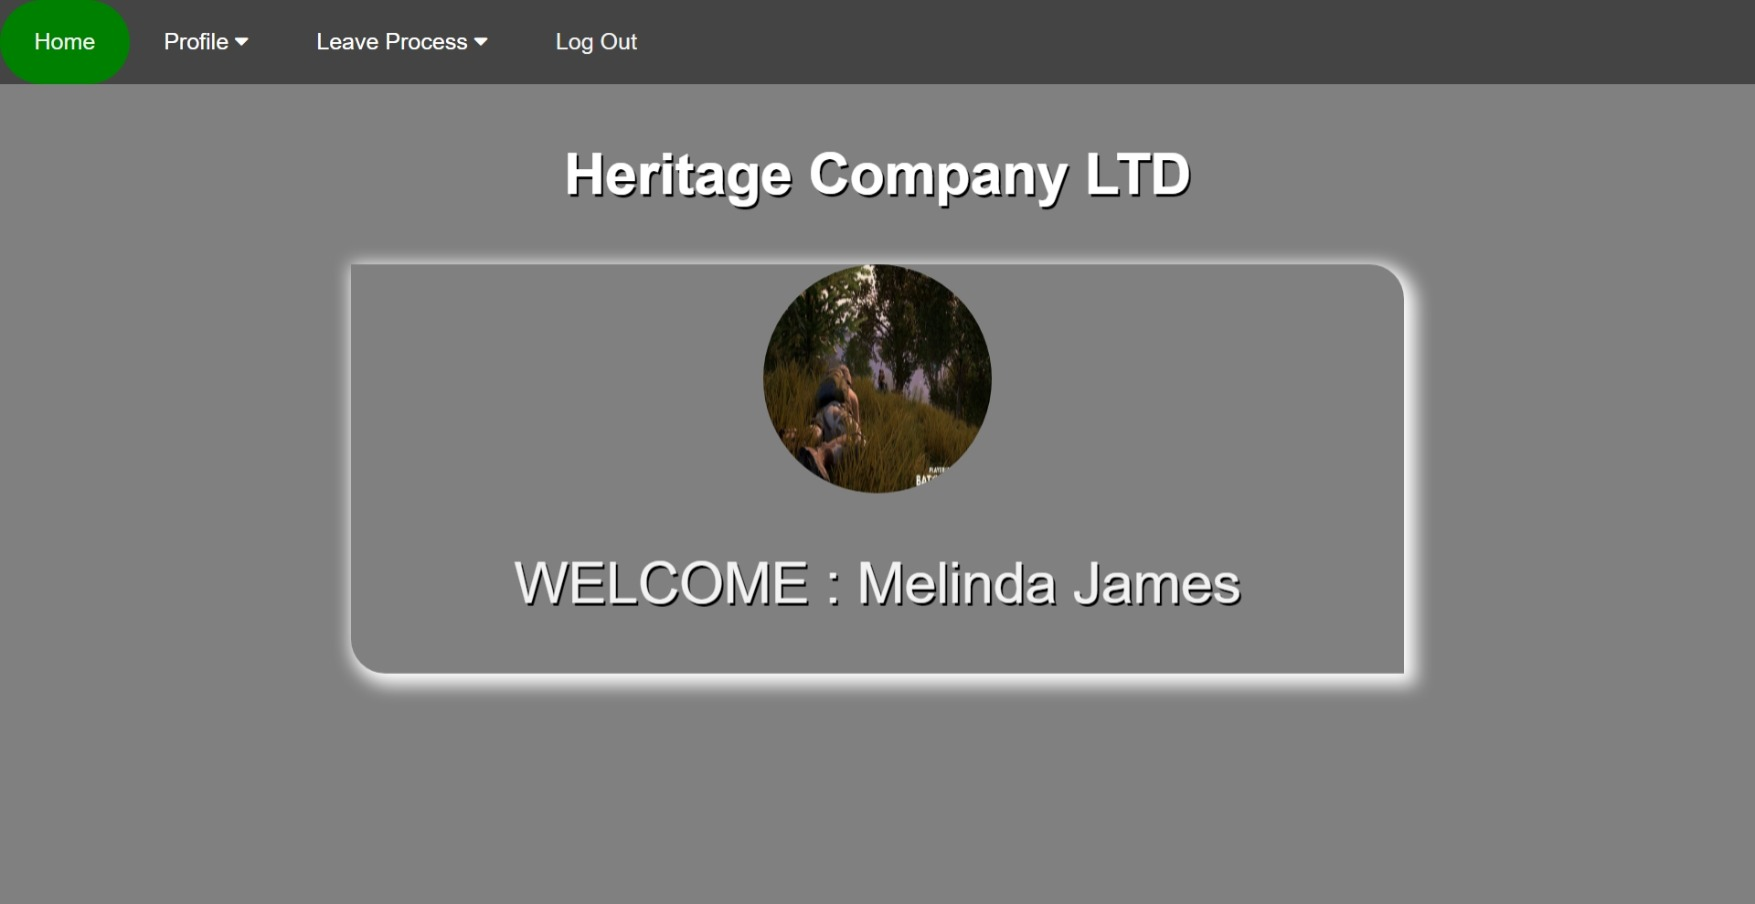 Home Profile Leave Process Log Out
Heritage Company LTD
WELCOME : Melinda James